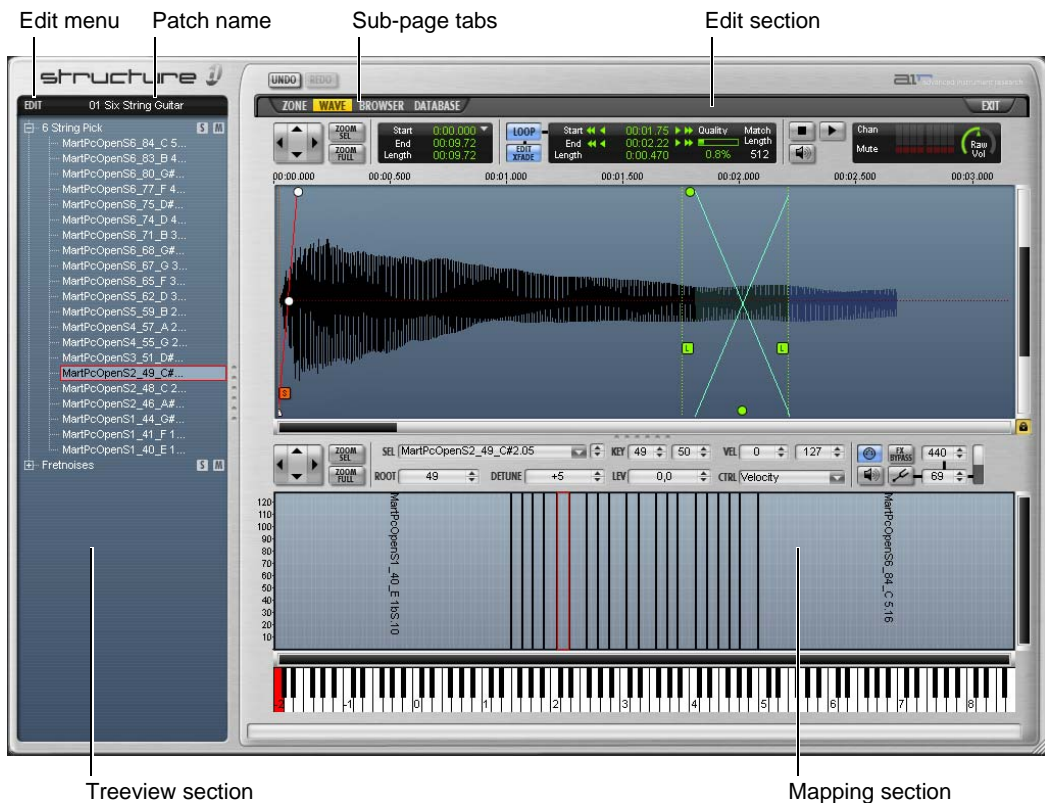 Edit menu Patch name Sub-page tabs Edit section
structure
UNDO REDO
air advanced instrument research
EDIT 01 Six String Guitar
ZONE WAVE BROWSER DATABASE EXIT
6 String Pick S M
MartPcOpenS6_84_C 5...
MartPcOpenS6_83_B 4...
MartPcOpenS6_80_G#...
MartPcOpenS6_77_F 4...
MartPcOpenS6_75_D#...
MartPcOpenS6_74_D 4...
MartPcOpenS6_71_B 3...
MartPcOpenS6_68_G#...
MartPcOpenS6_67_G 3...
MartPcOpenS6_65_F 3...
MartPcOpenS5_62_D 3...
MartPcOpenS5_59_B 2...
MartPcOpenS4_57_A 2...
MartPcOpenS4_55_G 2...
MartPcOpenS3_51_D#...
MartPcOpenS2_49_C#...
MartPcOpenS2_48_C 2...
MartPcOpenS2_46_A#...
MartPcOpenS1_44_G#...
MartPcOpenS1_41_F 1...
MartPcOpenS1_40_E 1...
Fretnoises S M
ZOOM SEL
ZOOM FULL
Start 0:00.000
End 00:09.72
Length 00:09.72
LOOP
EDIT XFADE
Start 00:01.75 Quality Match
End 00:02.22 Length
Length 0:00.470 0.8% 512
Chan
Mute
Raw Vol
00:00.000 00:00.500 00:01.000 00:01.500 00:02.000 00:02.500 00:03.000
L L
S
ZOOM SEL
ZOOM FULL
SEL MartPcOpenS2_49_C#2.05 KEY 49 50 VEL 0 127 FX BYPASS 440
ROOT 49 DETUNE +5 LEV 0,0 CTRL Velocity 69
120
110
100
90
80
70
60
50
40
30
20
10
MartPcOpenS1_40_E 1bS.10
MartPcOpenS6_84_C 5.16
-2 -1 0 1 2 3 4 5 6 7 8
Treeview section Mapping section